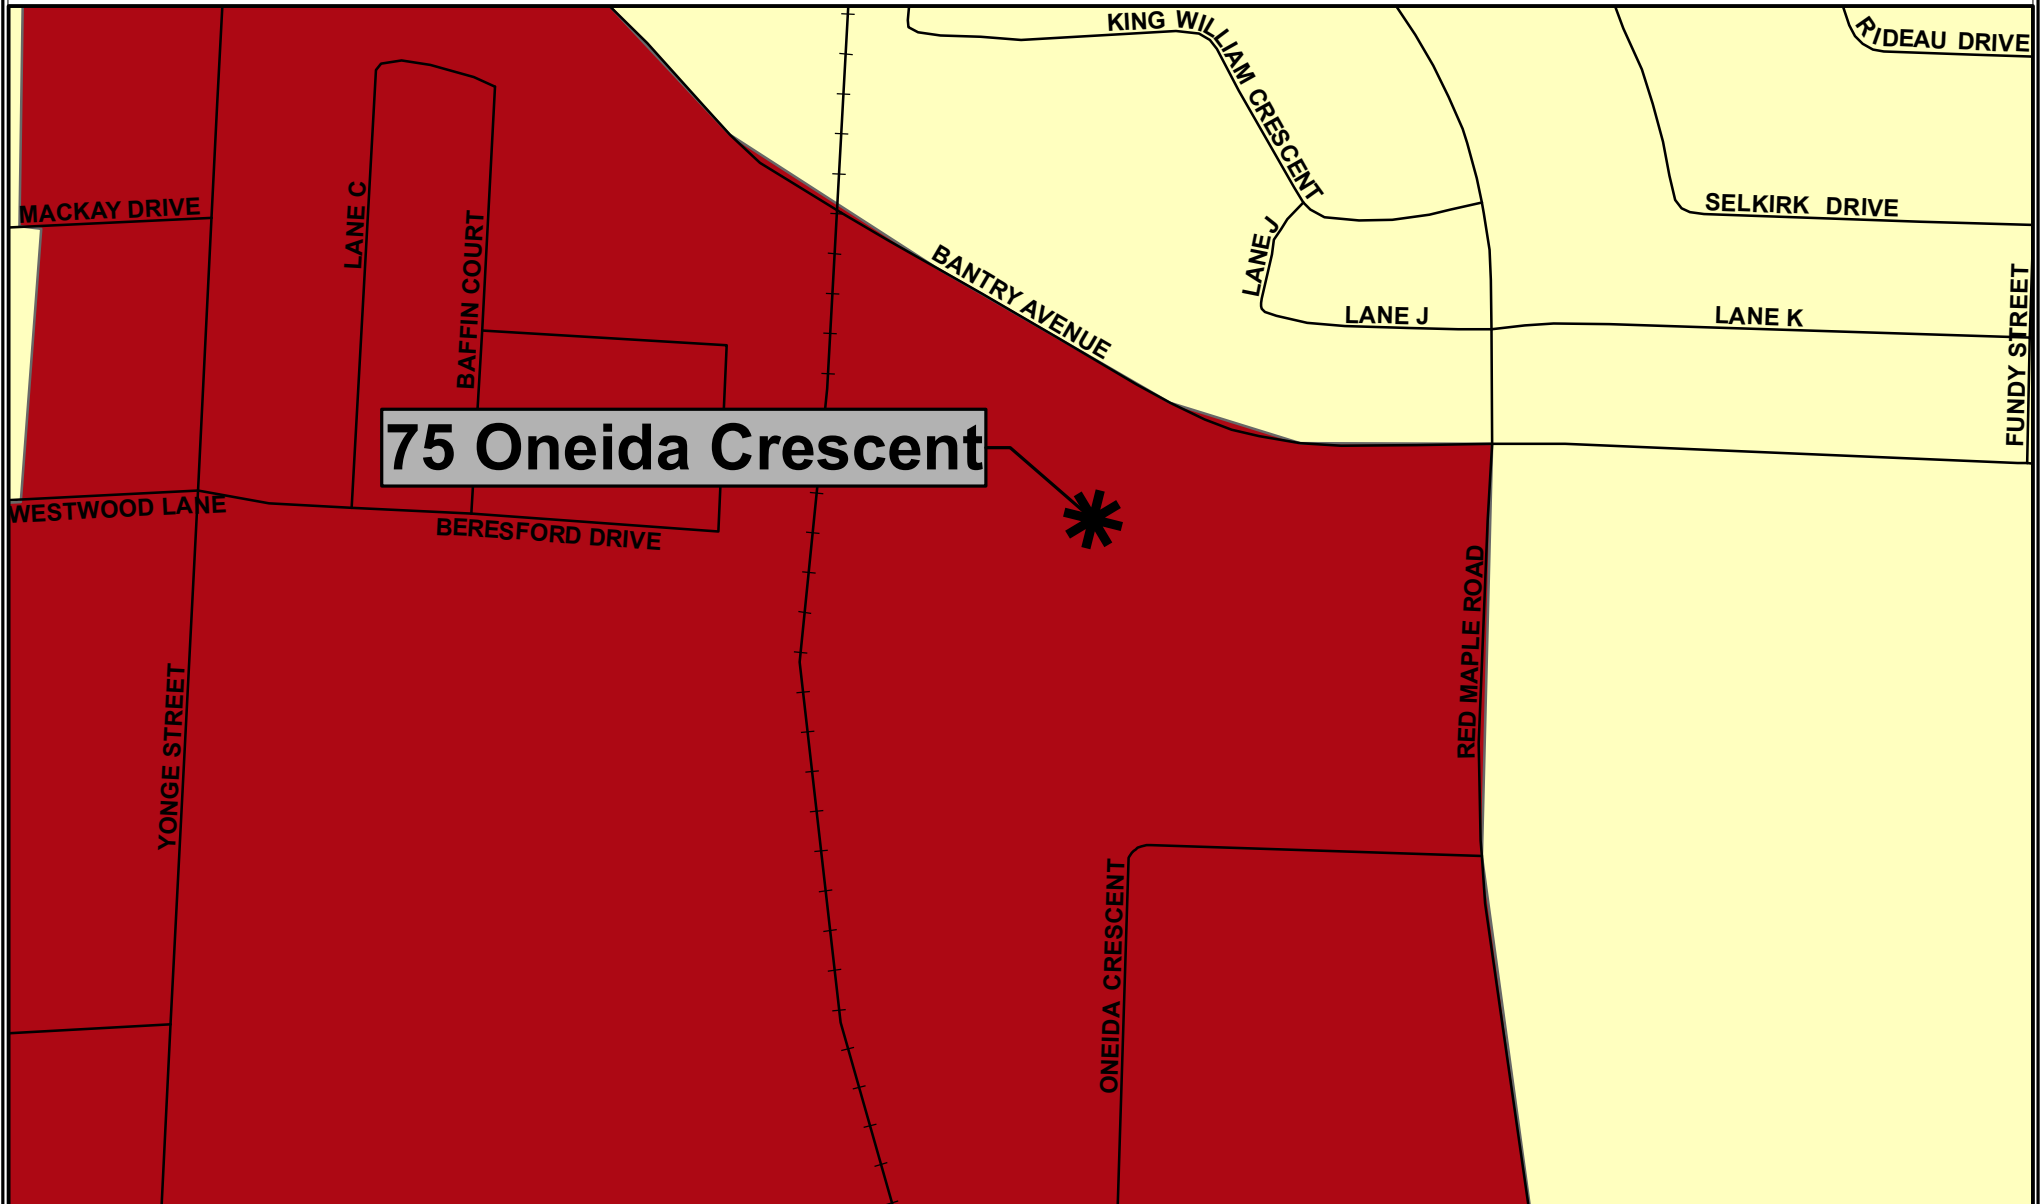 KING WILLIAM CRESCENT
RIDEAU DRIVE
MACKAY DRIVE
LANE C
BAFFIN COURT
BANTRY AVENUE
LANE J
LANE J
SELKIRK DRIVE
LANE K
FUNDY STREET
75 Oneida Crescent
WESTWOOD LANE
BERESFORD DRIVE
YONGE STREET
RED MAPLE ROAD
ONEIDA CRESCENT